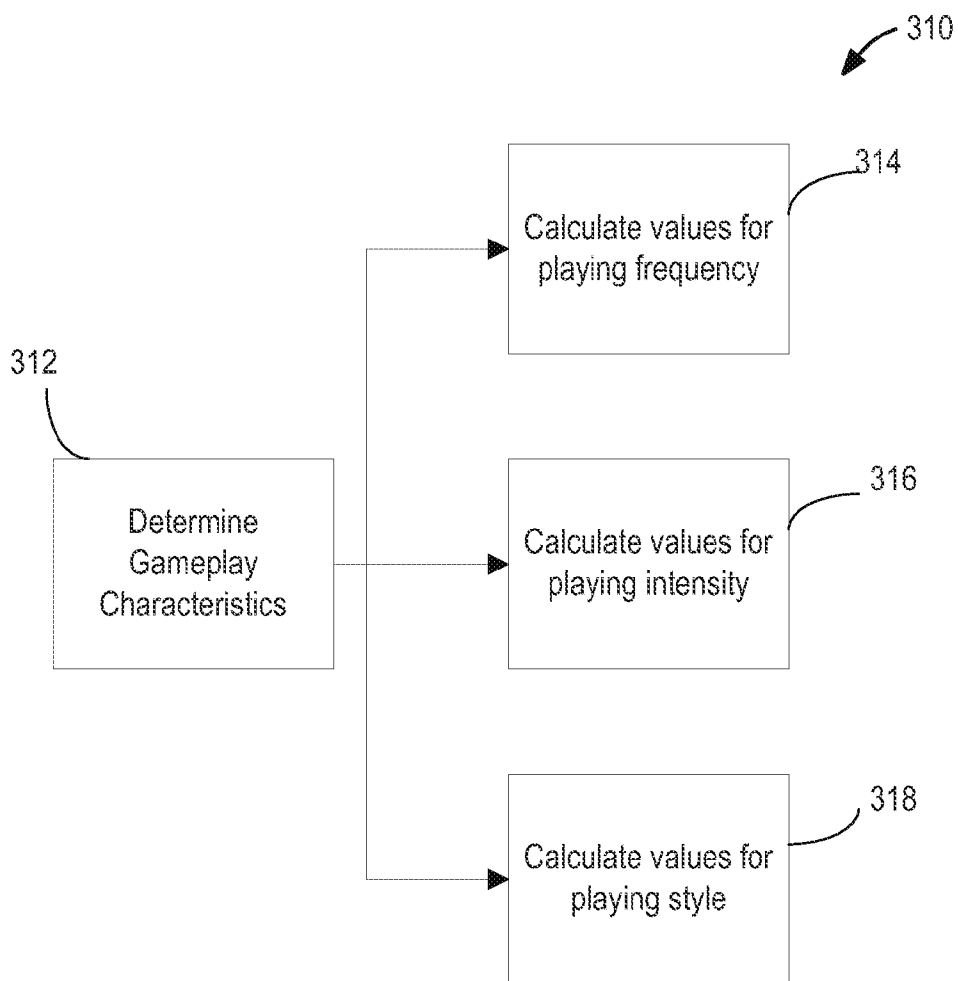 310
314
Calculate values for
playing frequency
312
Determine
Gameplay
Characteristics
316
Calculate values for
playing intensity
318
Calculate values for
playing style